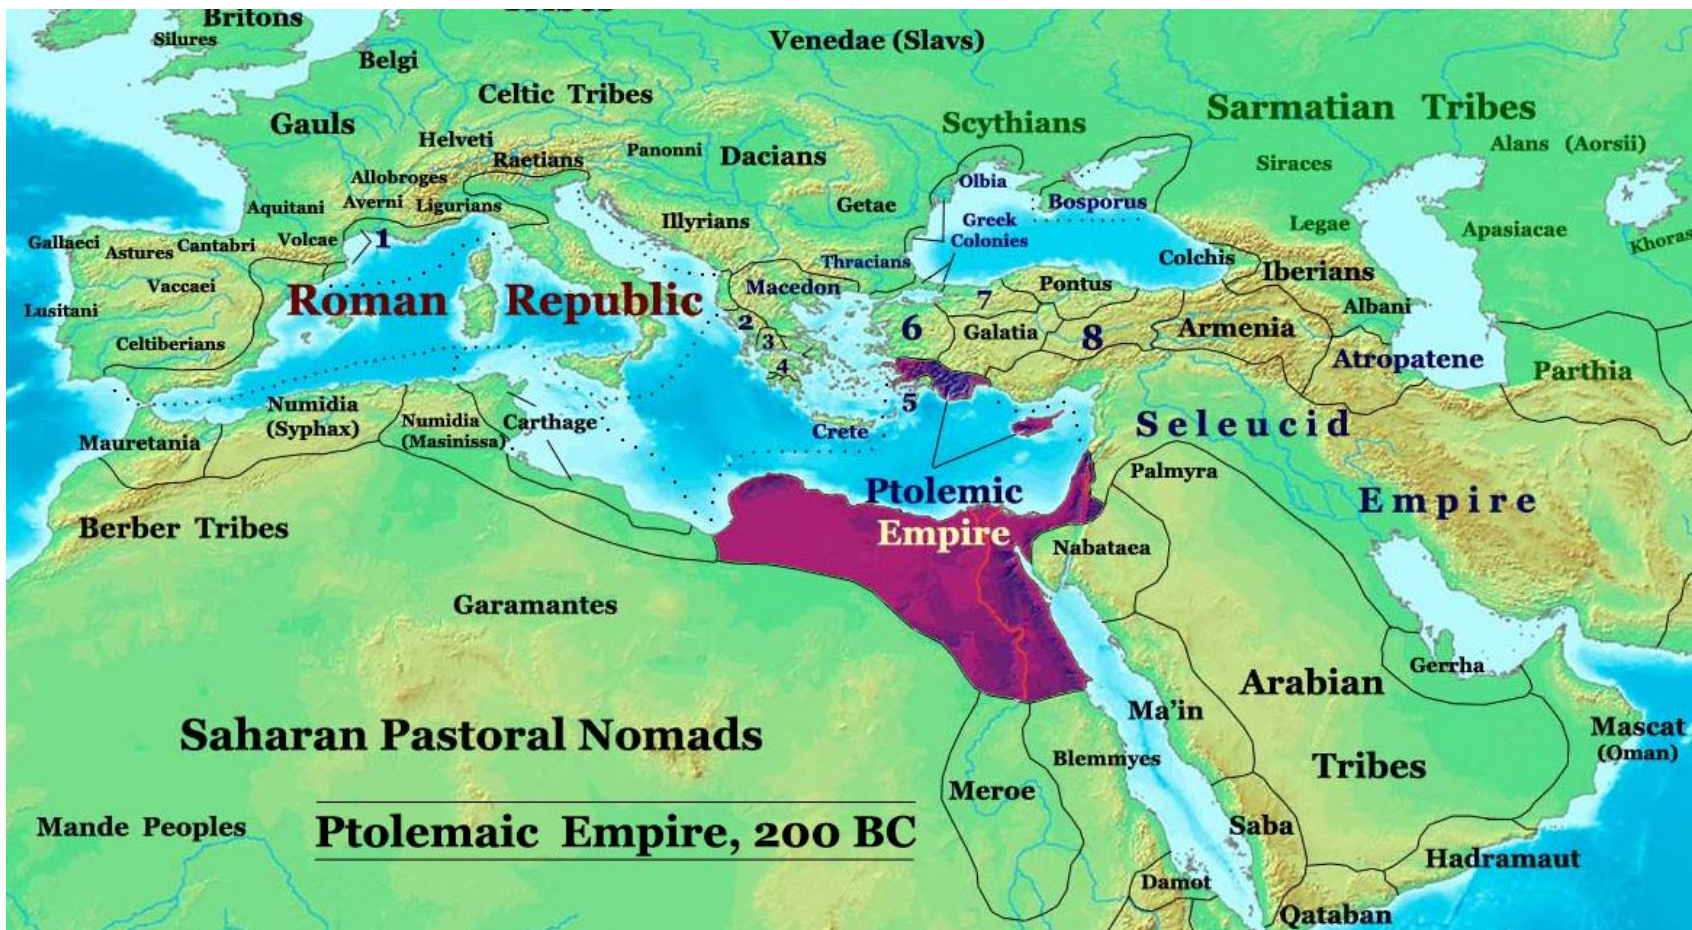 Britons
Silures
Belgi
Venedae (Slavs)
Celtic Tribes
Gauls
Scythians
Sarmatian Tribes
Alans (Aorsii)
Helveti
Raetians
Panonni
Dacians
Siraces
Allobroges
Olbia
Bosporus
Aquitani
Averni
Ligurians
Illyrians
Getae
Greek
Colonies
Legae
Apasiacae
Khoras
Gallaeci
Astures
Cantabri
Volcae
1
Thracians
Colchis
Iberians
Vaccaei
Macedon
Pontus
Albani
Lusitani
Roman Republic
2
7
Celtiberians
3
6
Galatia
8
Armenia
Atropatene
4
Parthia
Numidia
(Syphax)
5
Mauretania
Numidia
(Masinissa)
Carthage
Crete
Seleucid
Empire
Palmyra
Ptolemic
Empire
Berber Tribes
Nabataea
Garamantes
Gerrha
Arabian
Tribes
Ma'in
Mascat
(Oman)
Saharan Pastoral Nomads
Blemmyes
Meroe
Mande Peoples
Ptolemaic Empire, 200 BC
Saba
Hadramaut
Damot
Qataban